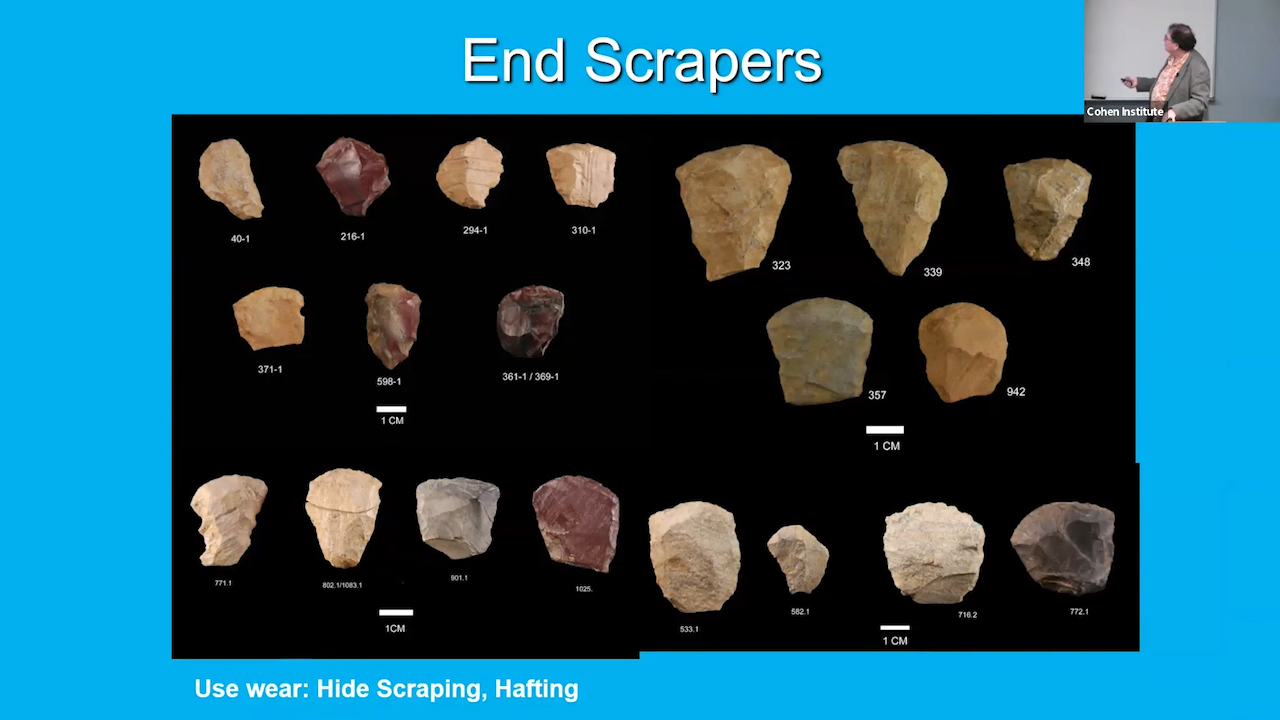 End Scrapers
Cohen Institute
40-1
216-1
294-1
310-1
323
339
348
371-1
598-1
361-1 / 369-1
357
942
1 CM
1 CM
771.1
802.1/1083.1
901.1
1025.
533.1
582.1
716.2
772.1
1CM
1 CM
Use wear: Hide Scraping, Hafting